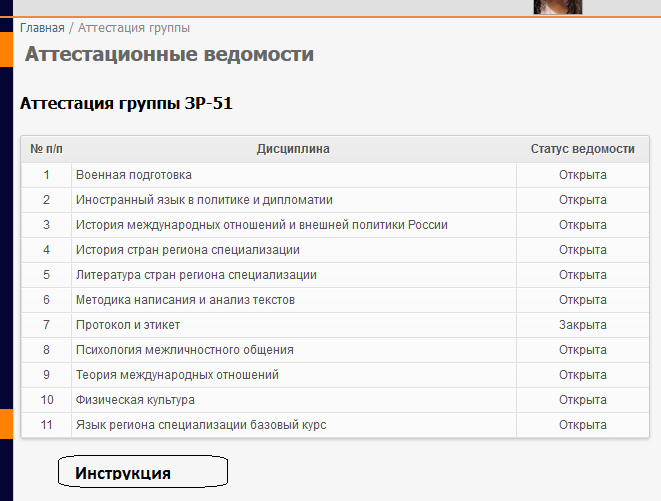 Главная / Аттестация группы
Аттестационные ведомости
Аттестация группы ЗР-51
№ п/п Дисциплина Статус ведомости
1 Военная подготовка Открыта
2 Иностранный язык в политике и дипломатии Открыта
3 История международных отношений и внешней политики России Открыта
4 История стран региона специализации Открыта
5 Литература стран региона специализации Открыта
6 Методика написания и анализ текстов Открыта
7 Протокол и этикет Закрыта
8 Психология межличностного общения Открыта
9 Теория международных отношений Открыта
10 Физическая культура Открыта
11 Язык региона специализации базовый курс Открыта
Инструкция